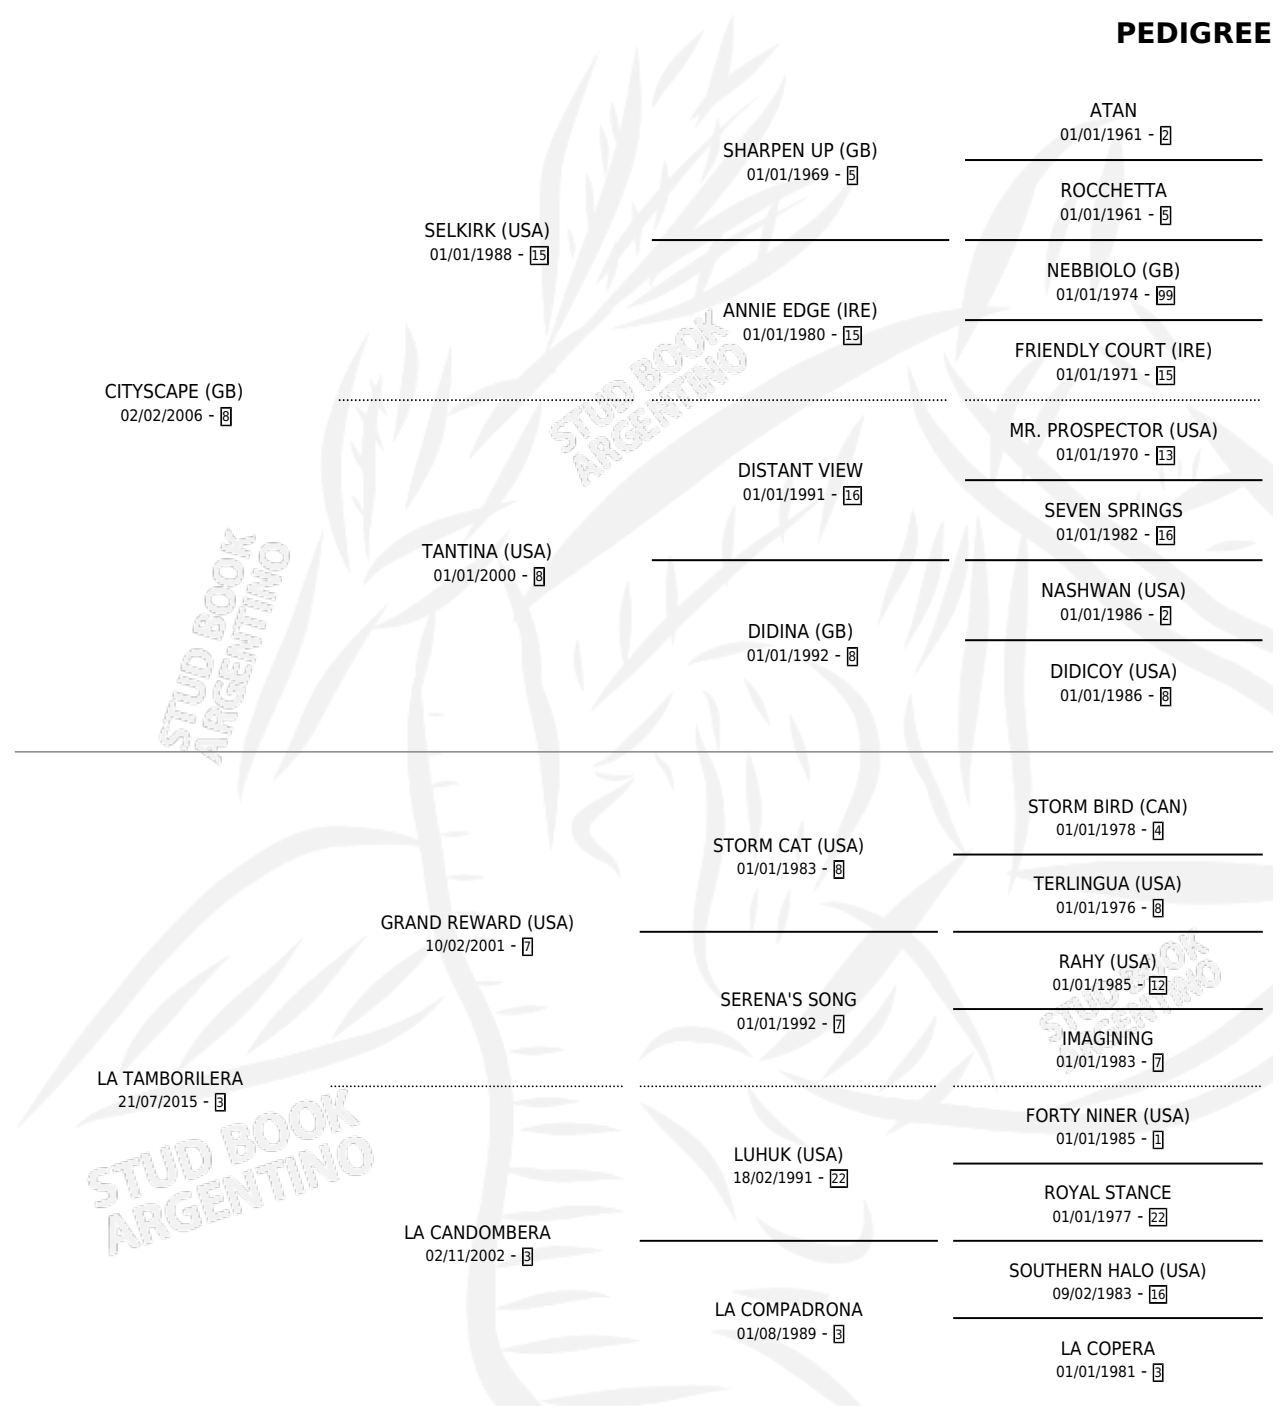 PEDIGREE
ATAN
01/01/1961 - 2
SHARPEN UP (GB)
01/01/1969 - 5
ROCCHETTA
01/01/1961 - 5
SELKIRK (USA)
01/01/1988 - 15
NEBBIOLO (GB)
01/01/1974 - 99
ANNIE EDGE (IRE)
01/01/1980 - 15
FRIENDLY COURT (IRE)
01/01/1971 - 15
CITYSCAPE (GB)
02/02/2006 - 8
STUD BOOK
ARGENTINO
MR. PROSPECTOR (USA)
01/01/1970 - 13
DISTANT VIEW
01/01/1991 - 16
SEVEN SPRINGS
01/01/1982 - 16
TANTINA (USA)
01/01/2000 - 8
NASHWAN (USA)
01/01/1986 - 2
DIDINA (GB)
01/01/1992 - 8
DIDICOY (USA)
01/01/1986 - 8
STUD BOOK
ARGENTINO
STORM BIRD (CAN)
01/01/1978 - 4
STORM CAT (USA)
01/01/1983 - 8
TERLINGUA (USA)
01/01/1976 - 8
GRAND REWARD (USA)
10/02/2001 - 7
RAHY (USA)
01/01/1985 - 12
SERENA'S SONG
01/01/1992 - 7
STUD BOOK
ARGENTINO
IMAGINING
01/01/1983 - 7
LA TAMBORILERA
21/07/2015 - 3
STUD BOOK
ARGENTINO
FORTY NINER (USA)
01/01/1985 - 1
LUHUK (USA)
18/02/1991 - 22
ROYAL STANCE
01/01/1977 - 22
LA CANDOMBERA
02/11/2002 - 3
SOUTHERN HALO (USA)
09/02/1983 - 16
LA COMPADRONA
01/08/1989 - 3
LA COPERA
01/01/1981 - 3